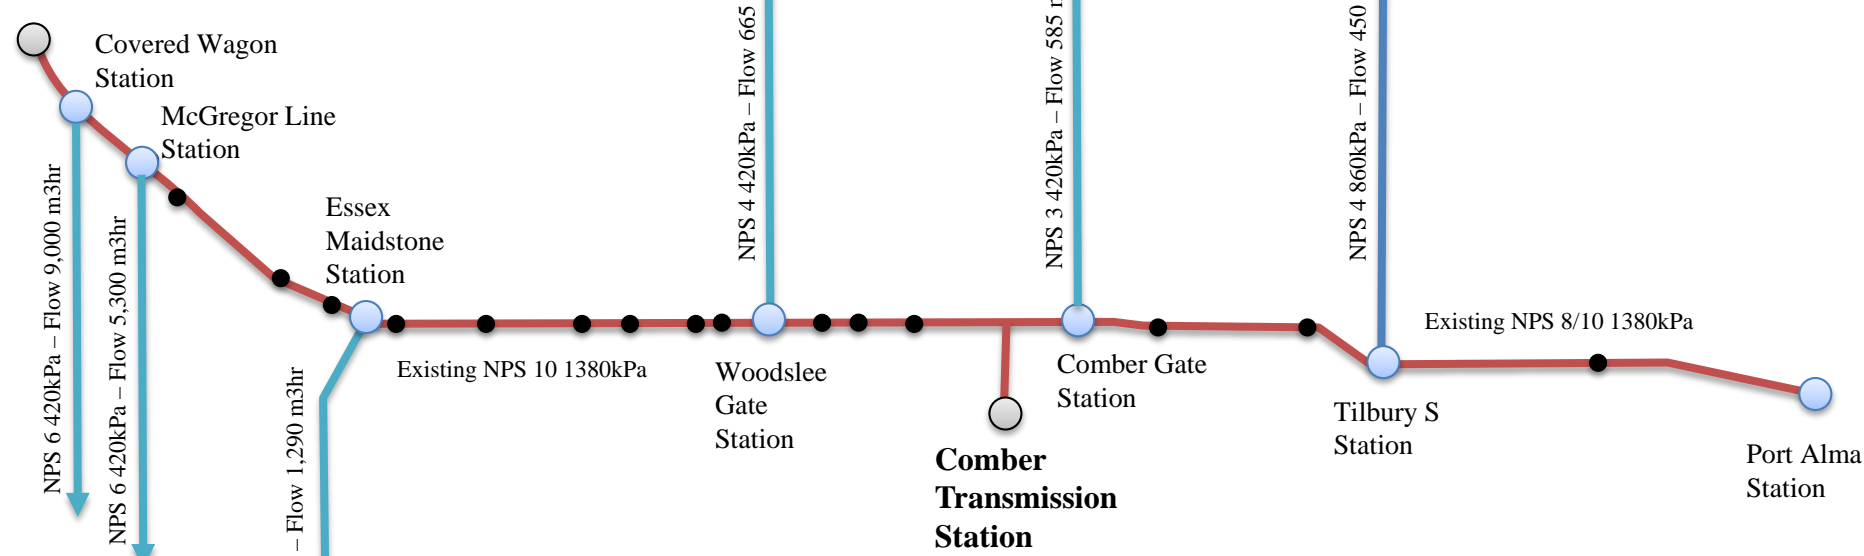 Covered Wagon
Station
McGregor Line
Station
Essex
Maidstone
Station
NPS 6 420kPa – Flow 9,000 m3hr
NPS 6 420kPa – Flow 5,300 m3hr
– Flow 1,290 m3hr
Existing NPS 10 1380kPa
NPS 4 420kPa – Flow 665
Woodslee
Gate
Station
NPS 3 420kPa – Flow 585
Comber Gate
Station
Comber
Transmission
Station
NPS 4 860kPa – Flow 450
Tilbury S
Station
Existing NPS 8/10 1380kPa
Port Alma
Station